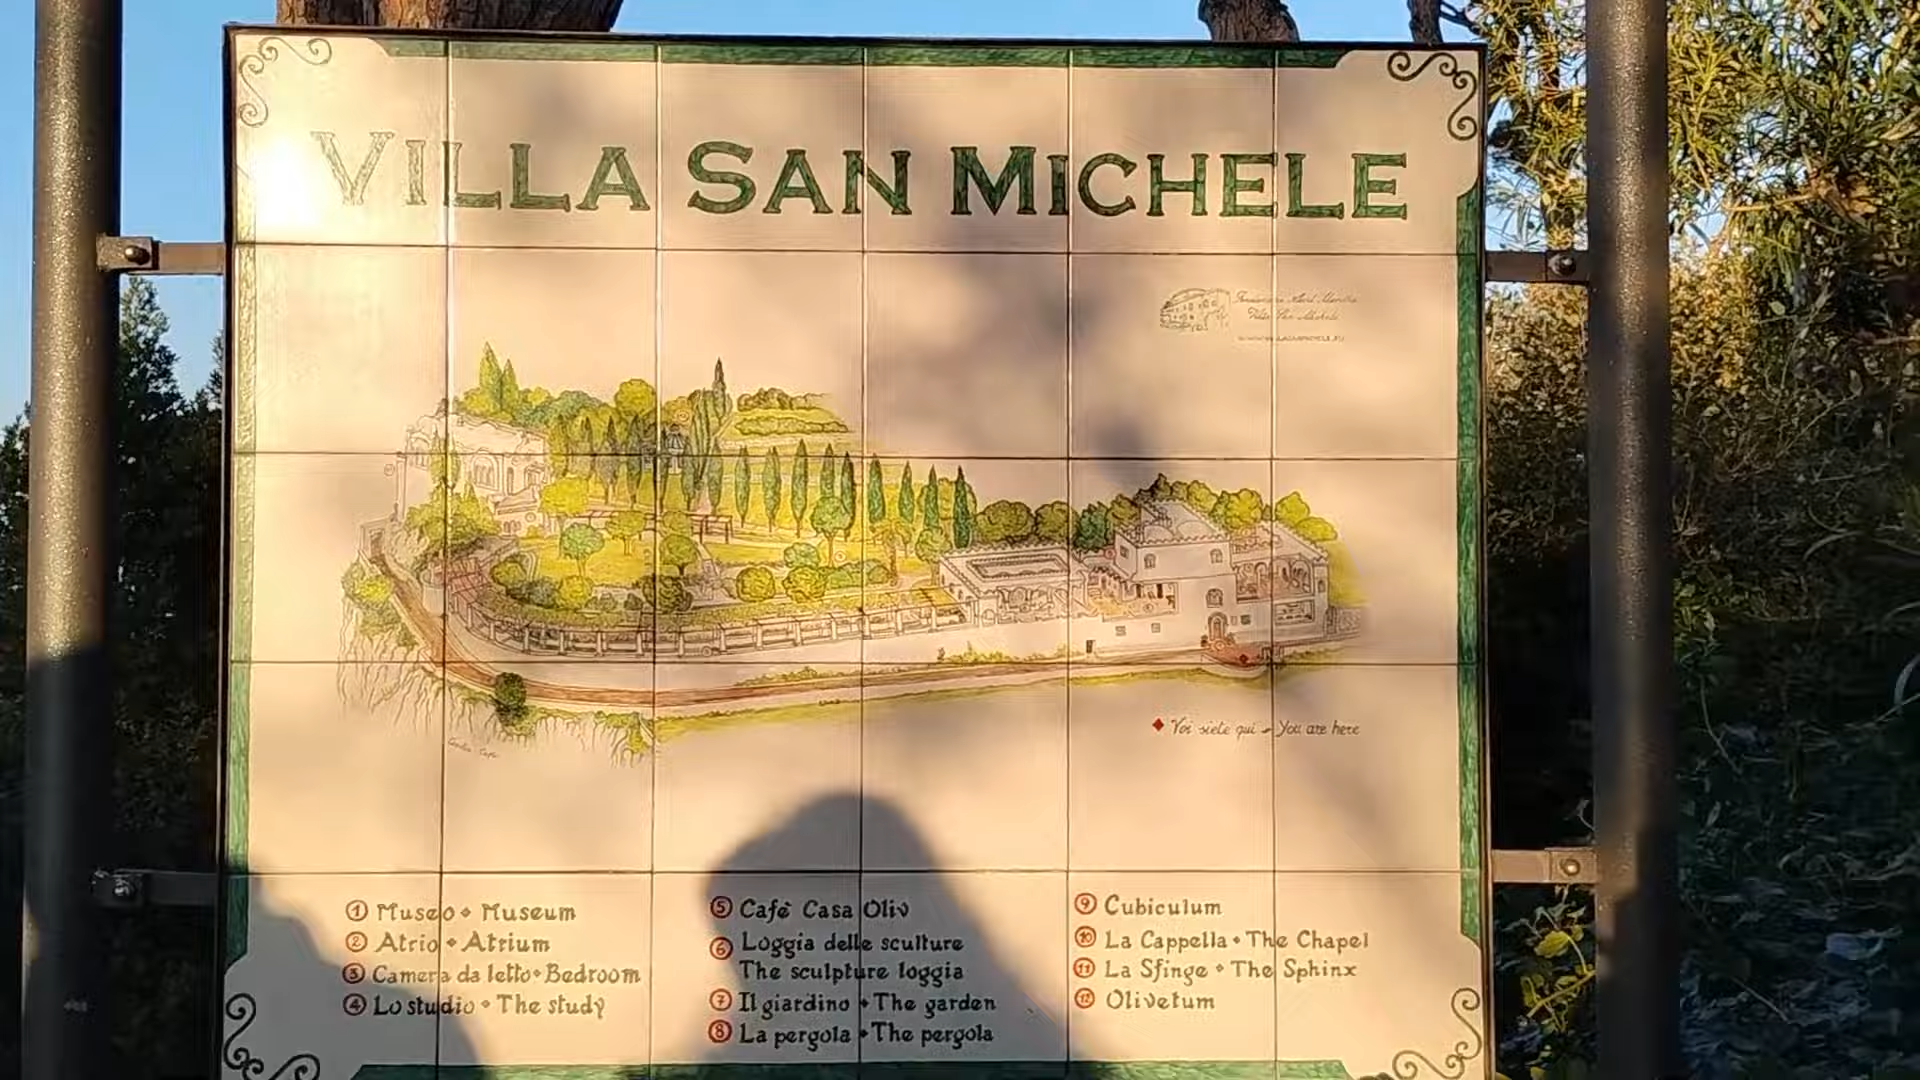 VILLA SAN MICHELE
Villa San Michele
Voi siete qui - You are here
1 Museo • Museum
2 Atrio • Atrium
3 Camera da letto • Bedroom
4 Lo studio • The study
5 Cafè Casa Oliv
6 Loggia delle sculture
The sculpture loggia
7 Il giardino • The garden
8 La pergola • The pergola
9 Cubiculum
10 La Cappella • The Chapel
11 La Sfinge • The Sphinx
12 Olivetum